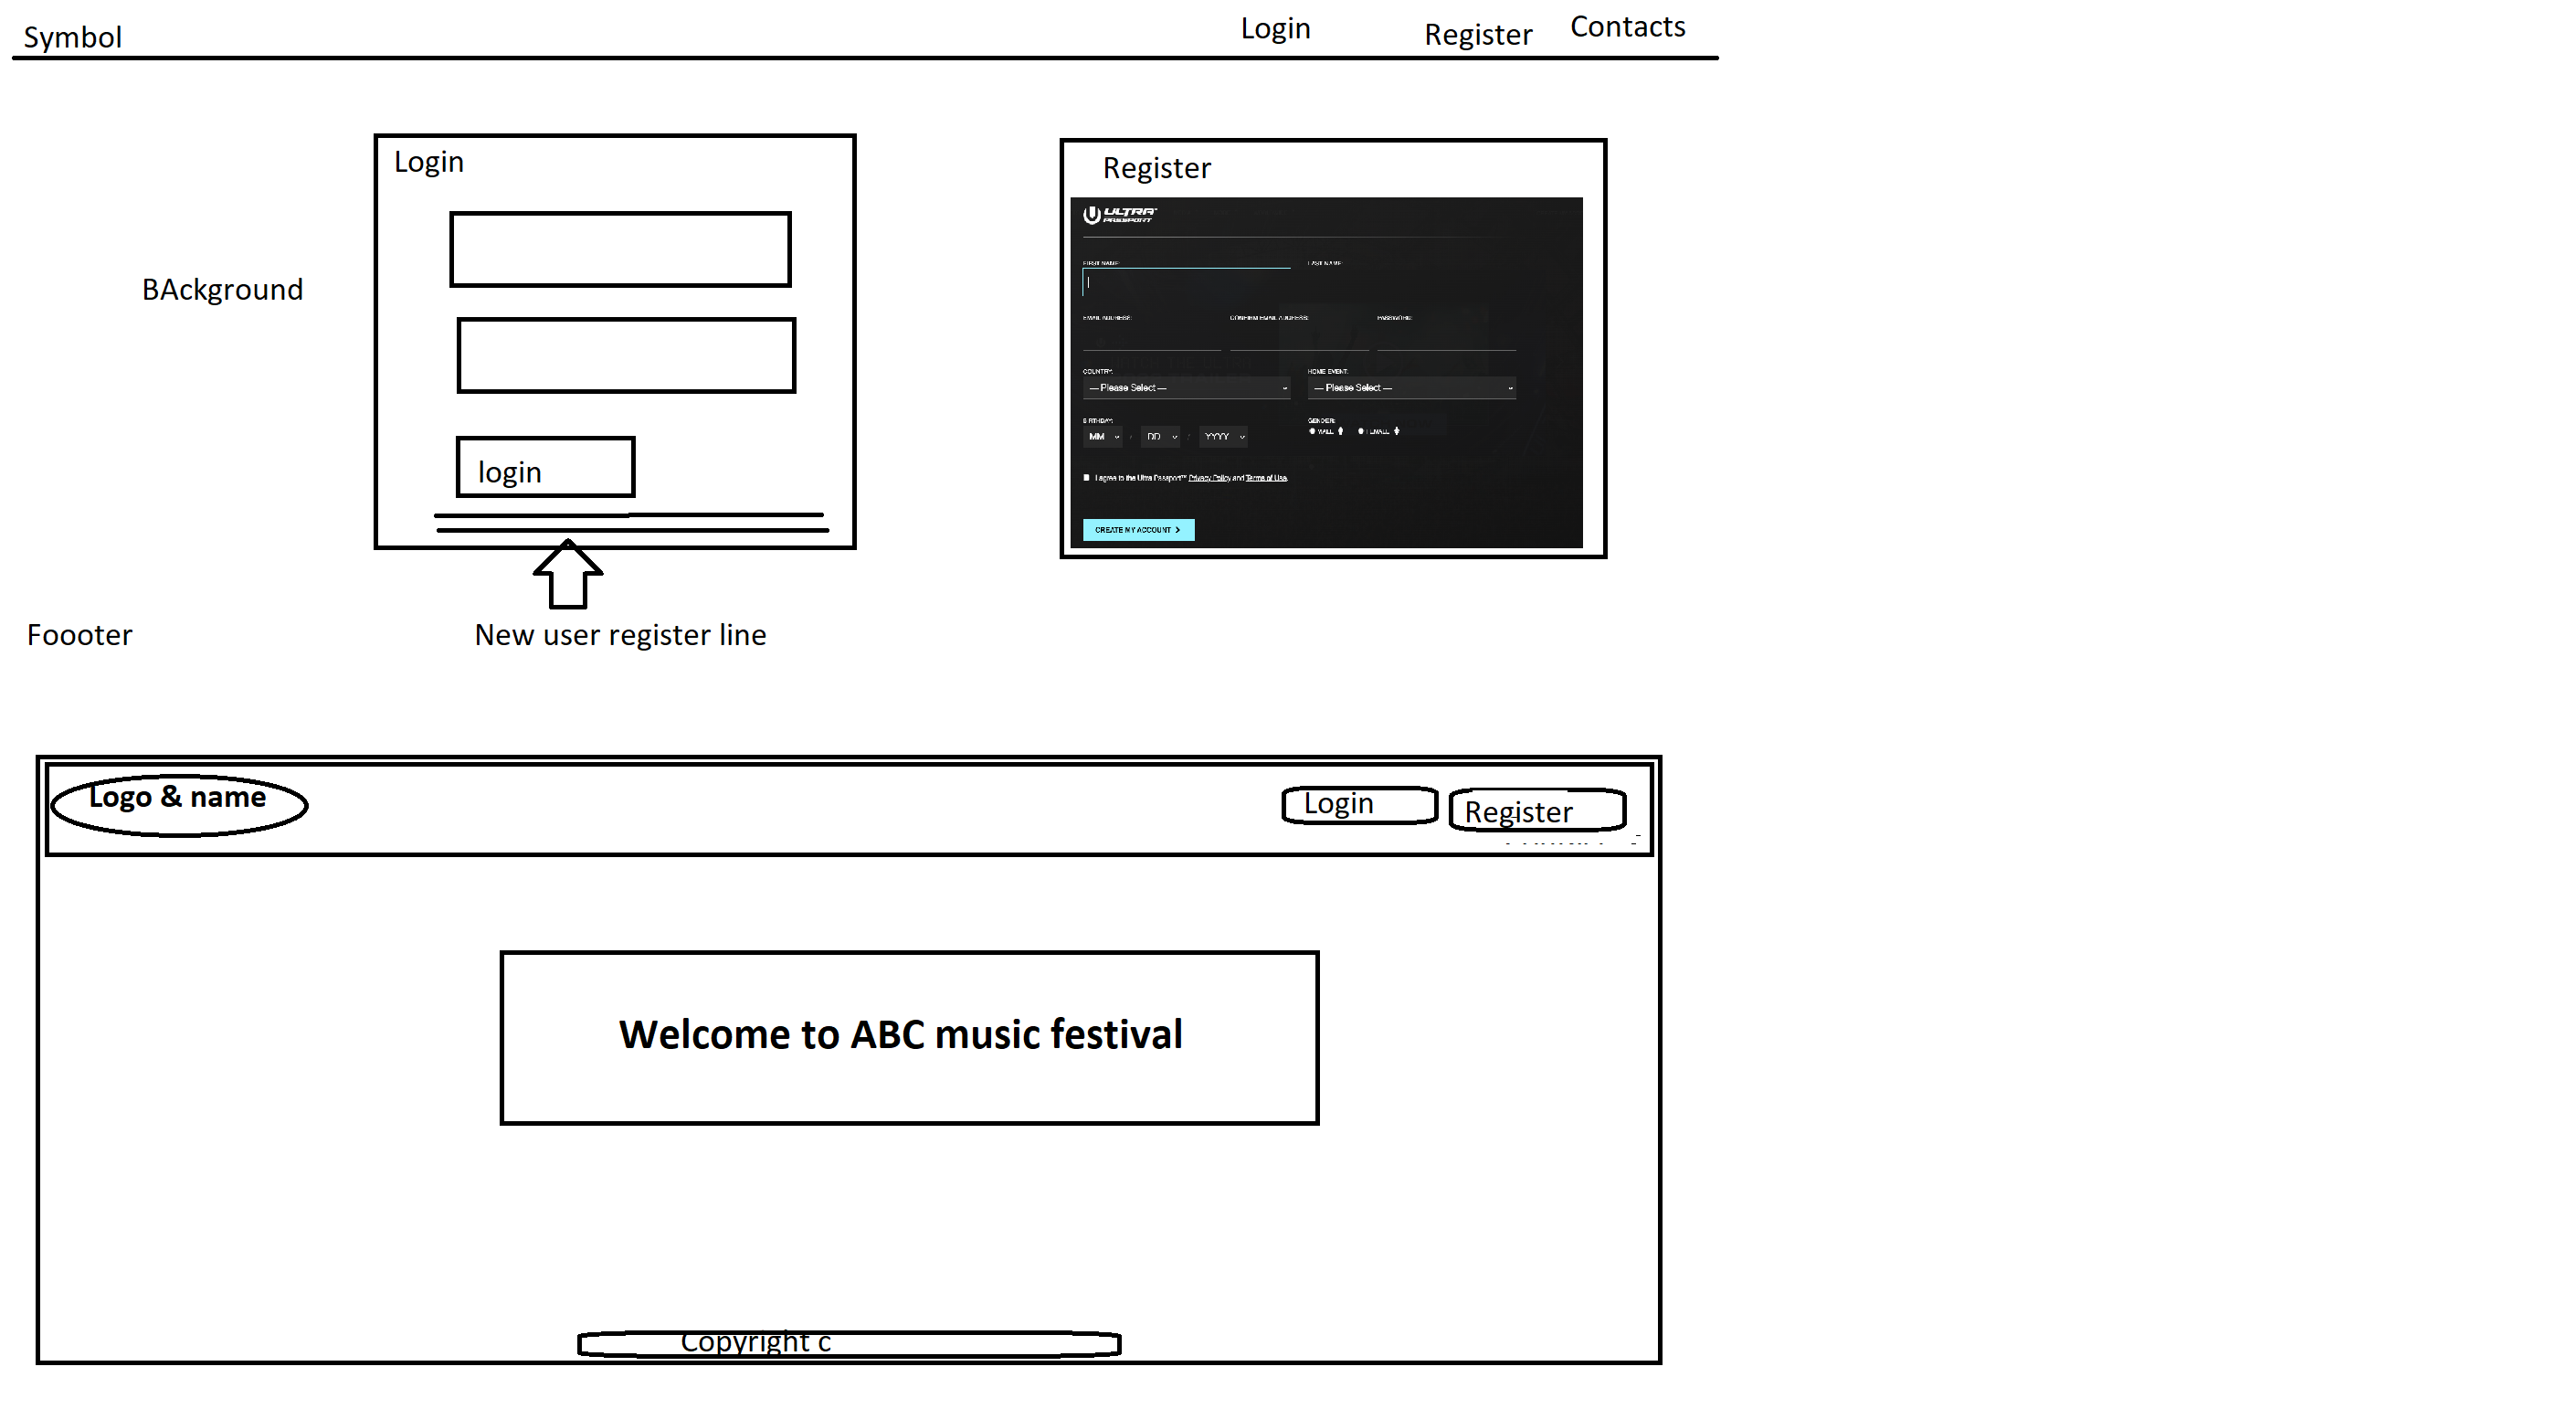 Symbol
Login
Register
Contacts
Login
BAckground
login
Foooter
New user register line
Register
ULTRA
PASSPORT
FIRST NAME:
LAST NAME:
EMAIL ADDRESS:
CONFIRM EMAIL ADDRESS:
PASSWORD:
COUNTRY:
HOME EVENT:
— Please Select —
— Please Select —
BIRTHDAY:
GENDER:
MM / DD / YYYY
MALE
FEMALE
I agree to the Ultra Passport™ Privacy Policy and Terms of Use.
CREATE MY ACCOUNT
Logo & name
Login
Register
Welcome to ABC music festival
Copyright c